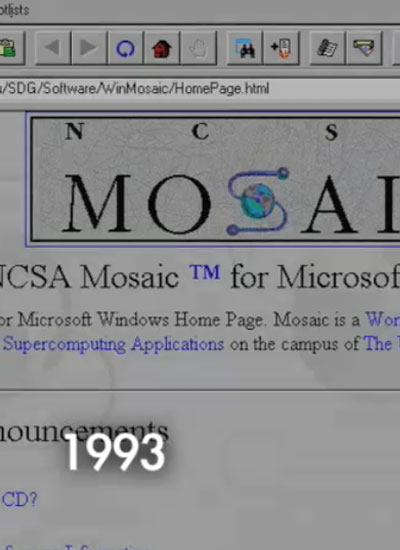 otlists
/SDG/Software/WinMosaic/HomePage.html
N C S
MOSAI
NCSA Mosaic ™ for Microsof
or Microsoft Windows Home Page. Mosaic is a Wor
Supercomputing Applications on the campus of The
nouncements
1993
CD?